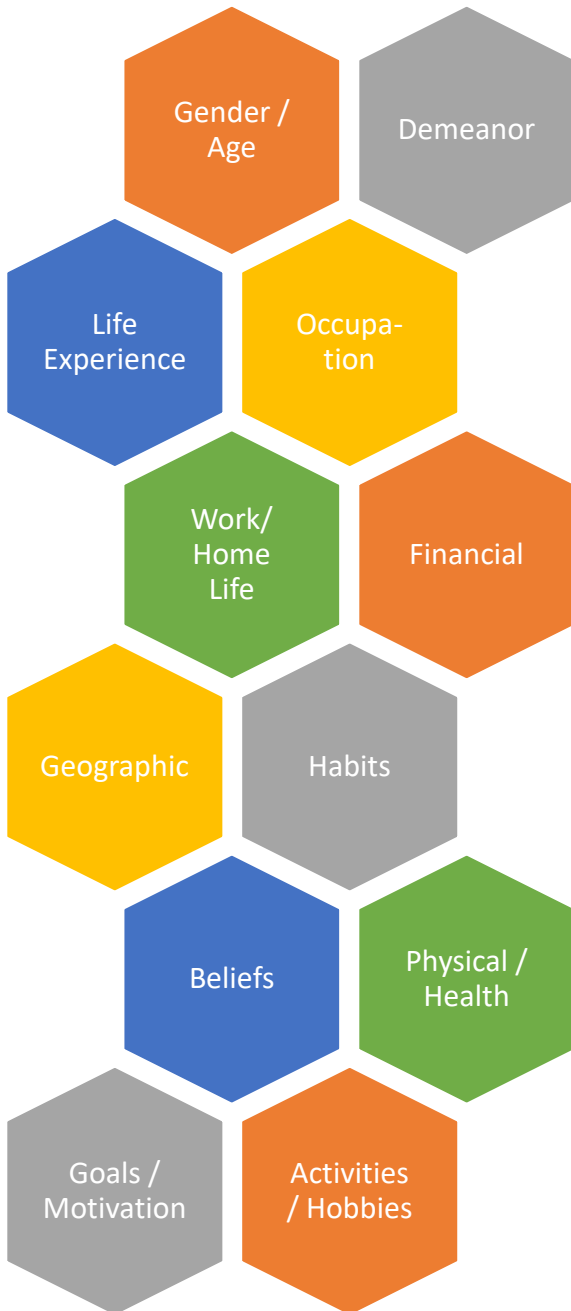 Gender /
Age
Demeanor
Life
Experience
Occupa-
tion
Work/
Home
Life
Financial
Geographic
Habits
Beliefs
Physical /
Health
Goals /
Motivation
Activities
/ Hobbies